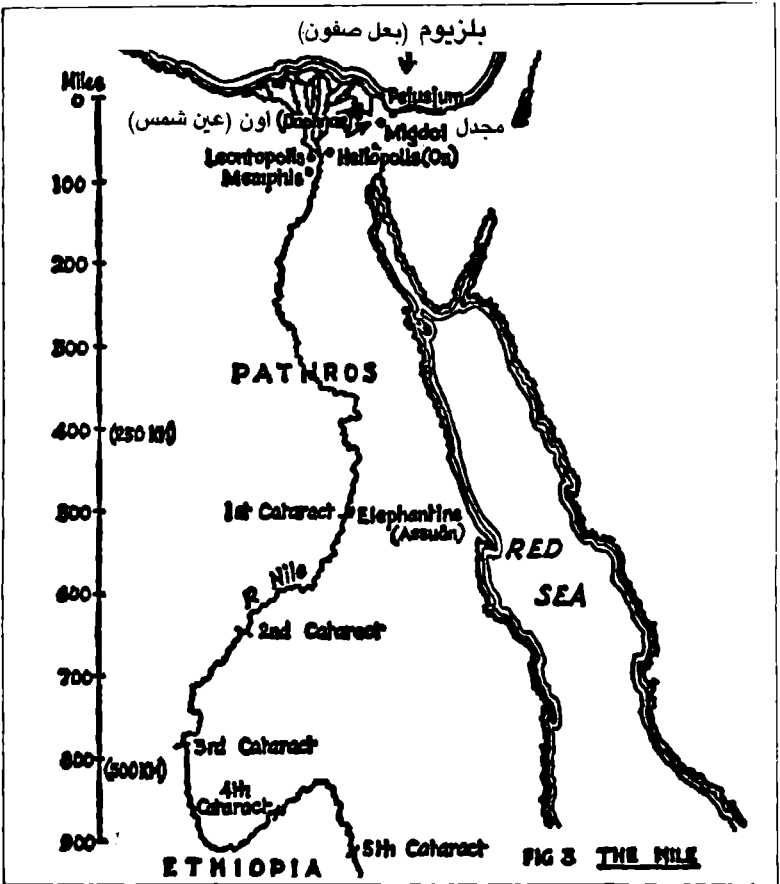 بلزيوم (بعل صفون)
Miles
0
Pelusium
اون (عين شمس)
(Daphnae)
Migdol
مجدل
Leontopolis
Heliopolis (On)
Memphis
100
200
300
PATHROS
400 (250 KM)
500
1st Cataract
Elephantine
(Assuân)
RED
SEA
R. Nile
600
2nd Cataract
700
3rd Cataract
800 (500 KM)
4th
Cataract
900
5th Cataract
ETHIOPIA
FIG 3 THE NILE